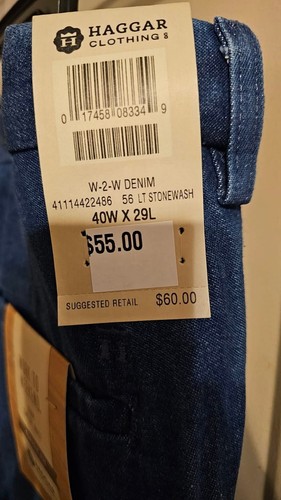 HAGGAR
CLOTHING
0 17458 08334 9
W-2-W DENIM
41114422486 56 LT STONEWASH
40W X 29L
$55.00
SUGGESTED RETAIL $60.00